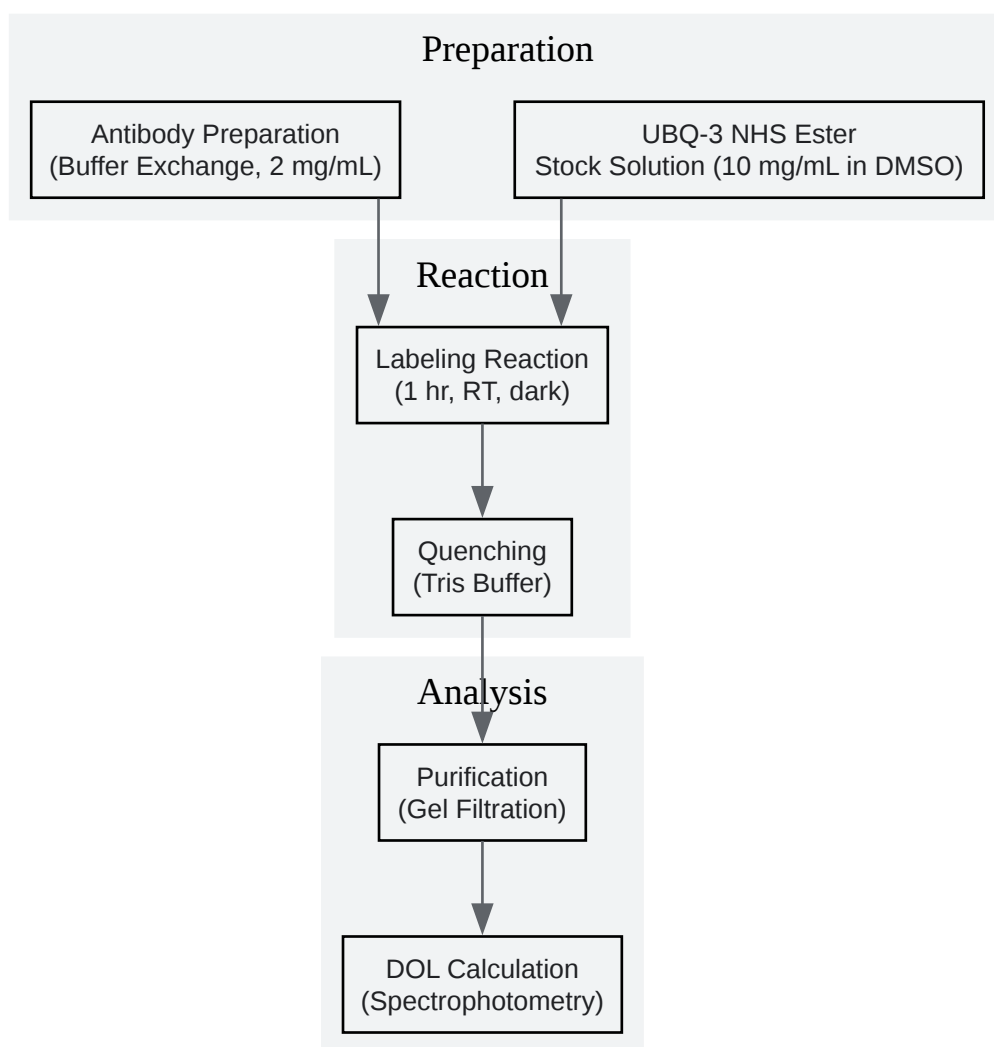 Preparation
Antibody Preparation
(Buffer Exchange, 2 mg/mL)
UBQ-3 NHS Ester
Stock Solution (10 mg/mL in DMSO)
Reaction
Labeling Reaction
(1 hr, RT, dark)
Quenching
(Tris Buffer)
Analysis
Purification
(Gel Filtration)
DOL Calculation
(Spectrophotometry)